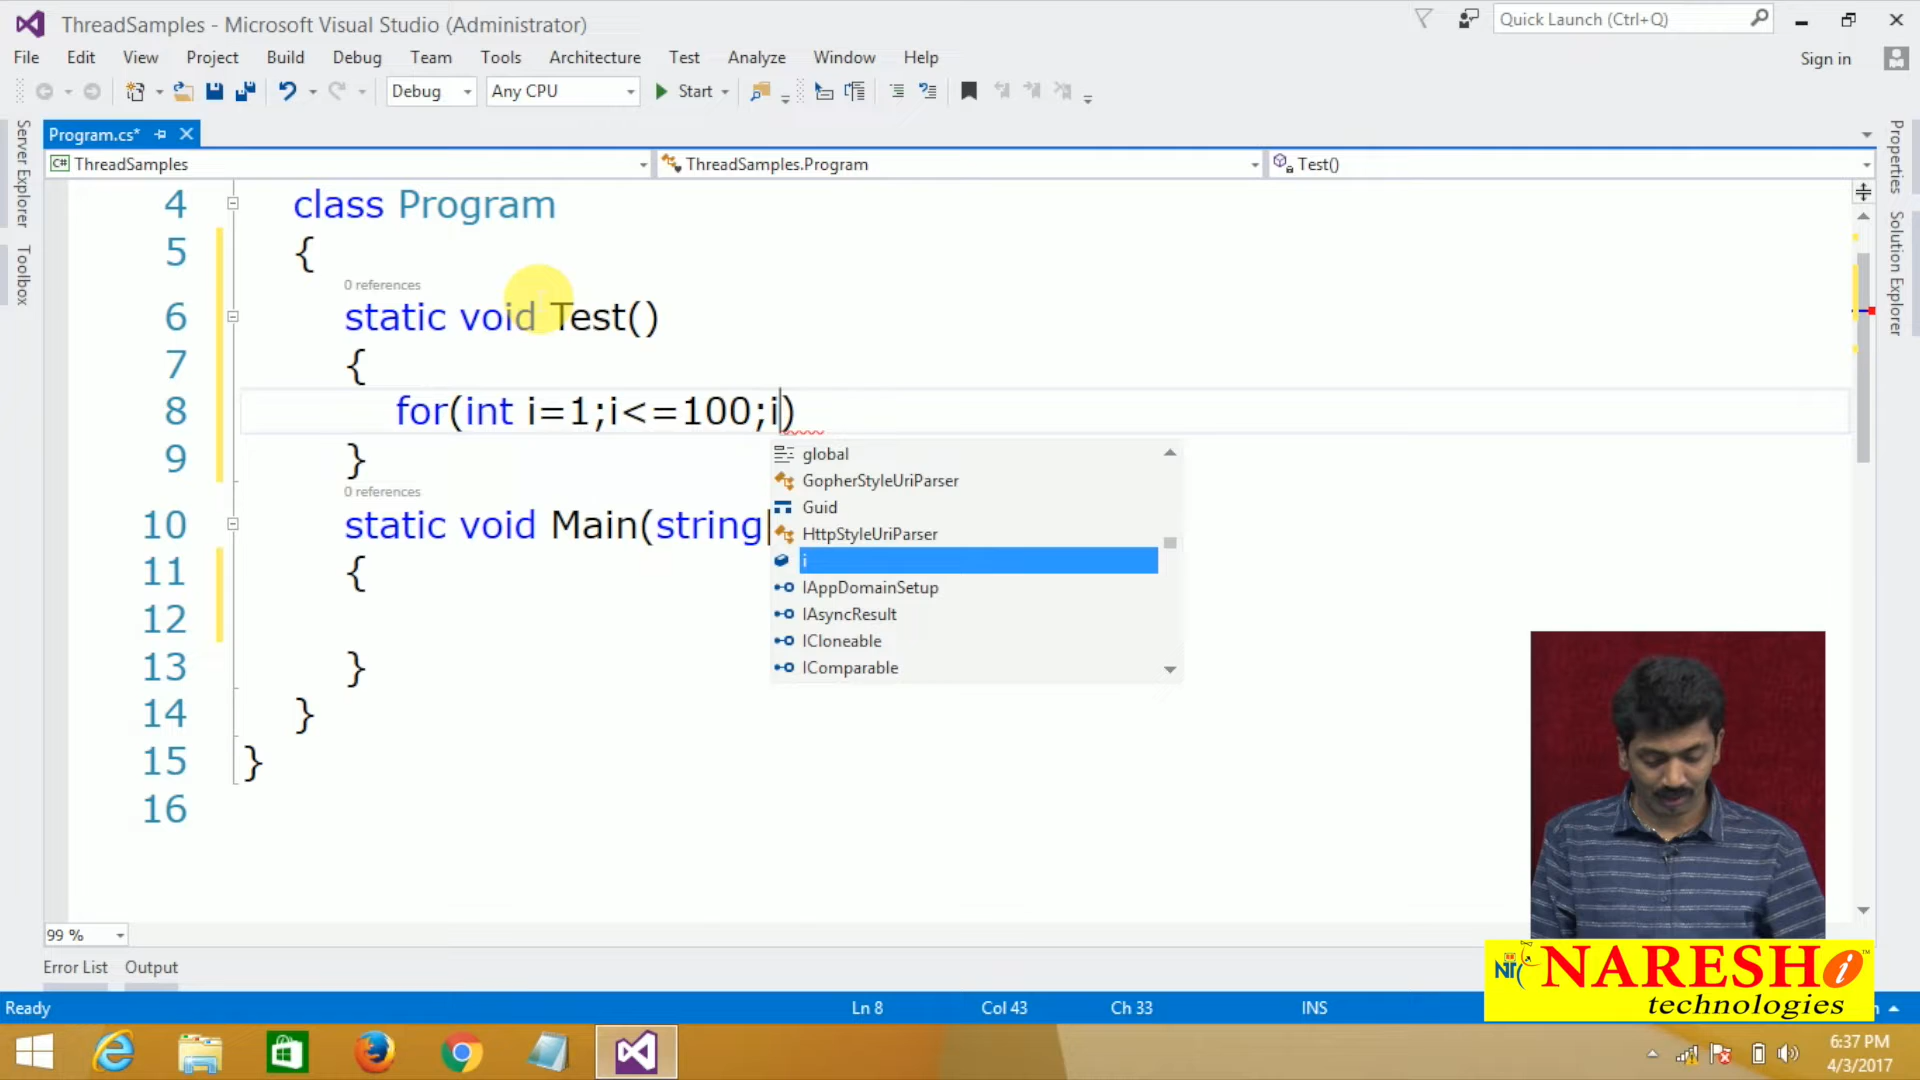 ThreadSamples - Microsoft Visual Studio (Administrator)
Quick Launch (Ctrl+Q)
File Edit View Project Build Debug Team Tools Architecture Test Analyze Window Help
Sign in
Debug Any CPU Start
Server Explorer
Toolbox
Program.cs*
ThreadSamples
ThreadSamples.Program
Test()
Properties
Solution Explorer
4 class Program
5 {
0 references
6 static void Test()
7 {
8 for(int i=1;i<=100;i)
9 }
0 references
10 static void Main(string
11 {
12
13 }
14 }
15 }
16
global
GopherStyleUriParser
Guid
HttpStyleUriParser
i
IAppDomainSetup
IAsyncResult
ICloneable
IComparable
99 %
Error List Output
Ready Ln 8 Col 43 Ch 33 INS
NARESH i
technologies
6:37 PM
4/3/2017